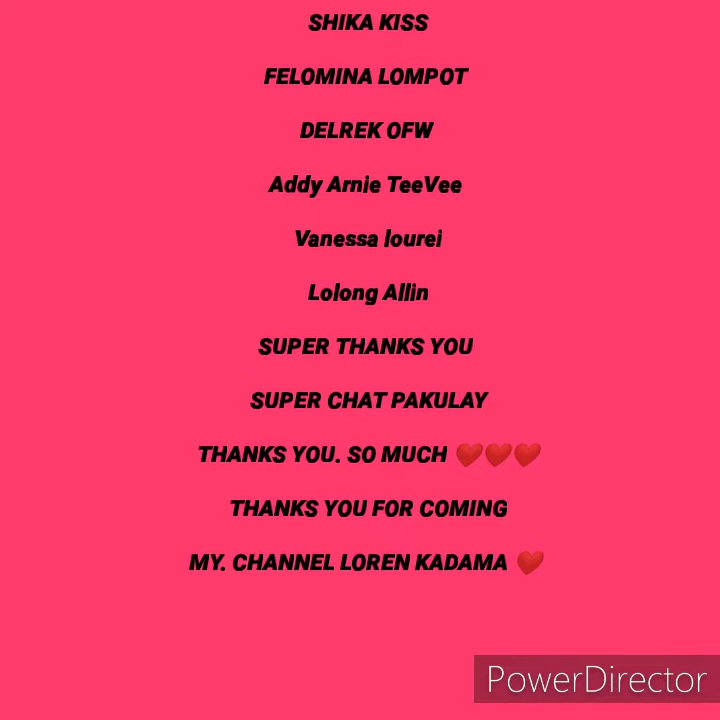 SHIKA KISS
FELOMINA LOMPOT
DELREK OFW
Addy Arnie TeeVee
Vanessa lourei
Lolong Allin
SUPER THANKS YOU
SUPER CHAT PAKULAY
THANKS YOU. SO MUCH ❤️❤️❤️
THANKS YOU FOR COMING
MY. CHANNEL LOREN KADAMA ❤️
PowerDirector